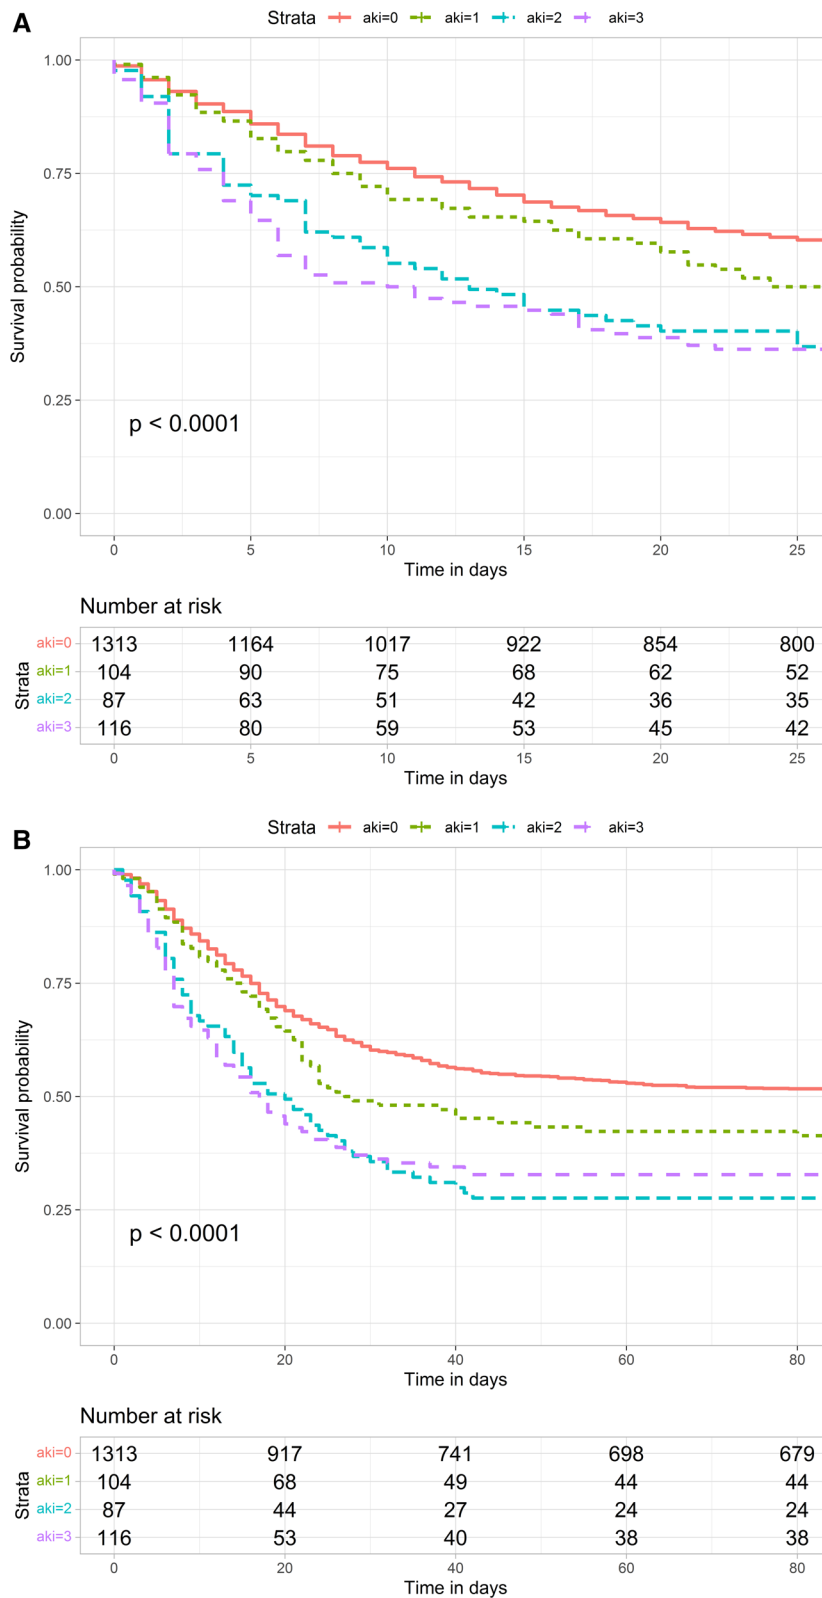 A
Strata aki=0 aki=1 aki=2 aki=3
Survival probability
1.00
0.75
0.50
0.25
0.00
p < 0.0001
0 5 10 15 20 25
Time in days
Number at risk
Strata
aki=0 1313 1164 1017 922 854 800
aki=1 104 90 75 68 62 52
aki=2 87 63 51 42 36 35
aki=3 116 80 59 53 45 42
0 5 10 15 20 25
Time in days
B
Strata aki=0 aki=1 aki=2 aki=3
Survival probability
1.00
0.75
0.50
0.25
0.00
p < 0.0001
0 20 40 60 80
Time in days
Number at risk
Strata
aki=0 1313 917 741 698 679
aki=1 104 68 49 44 44
aki=2 87 44 27 24 24
aki=3 116 53 40 38 38
0 20 40 60 80
Time in days